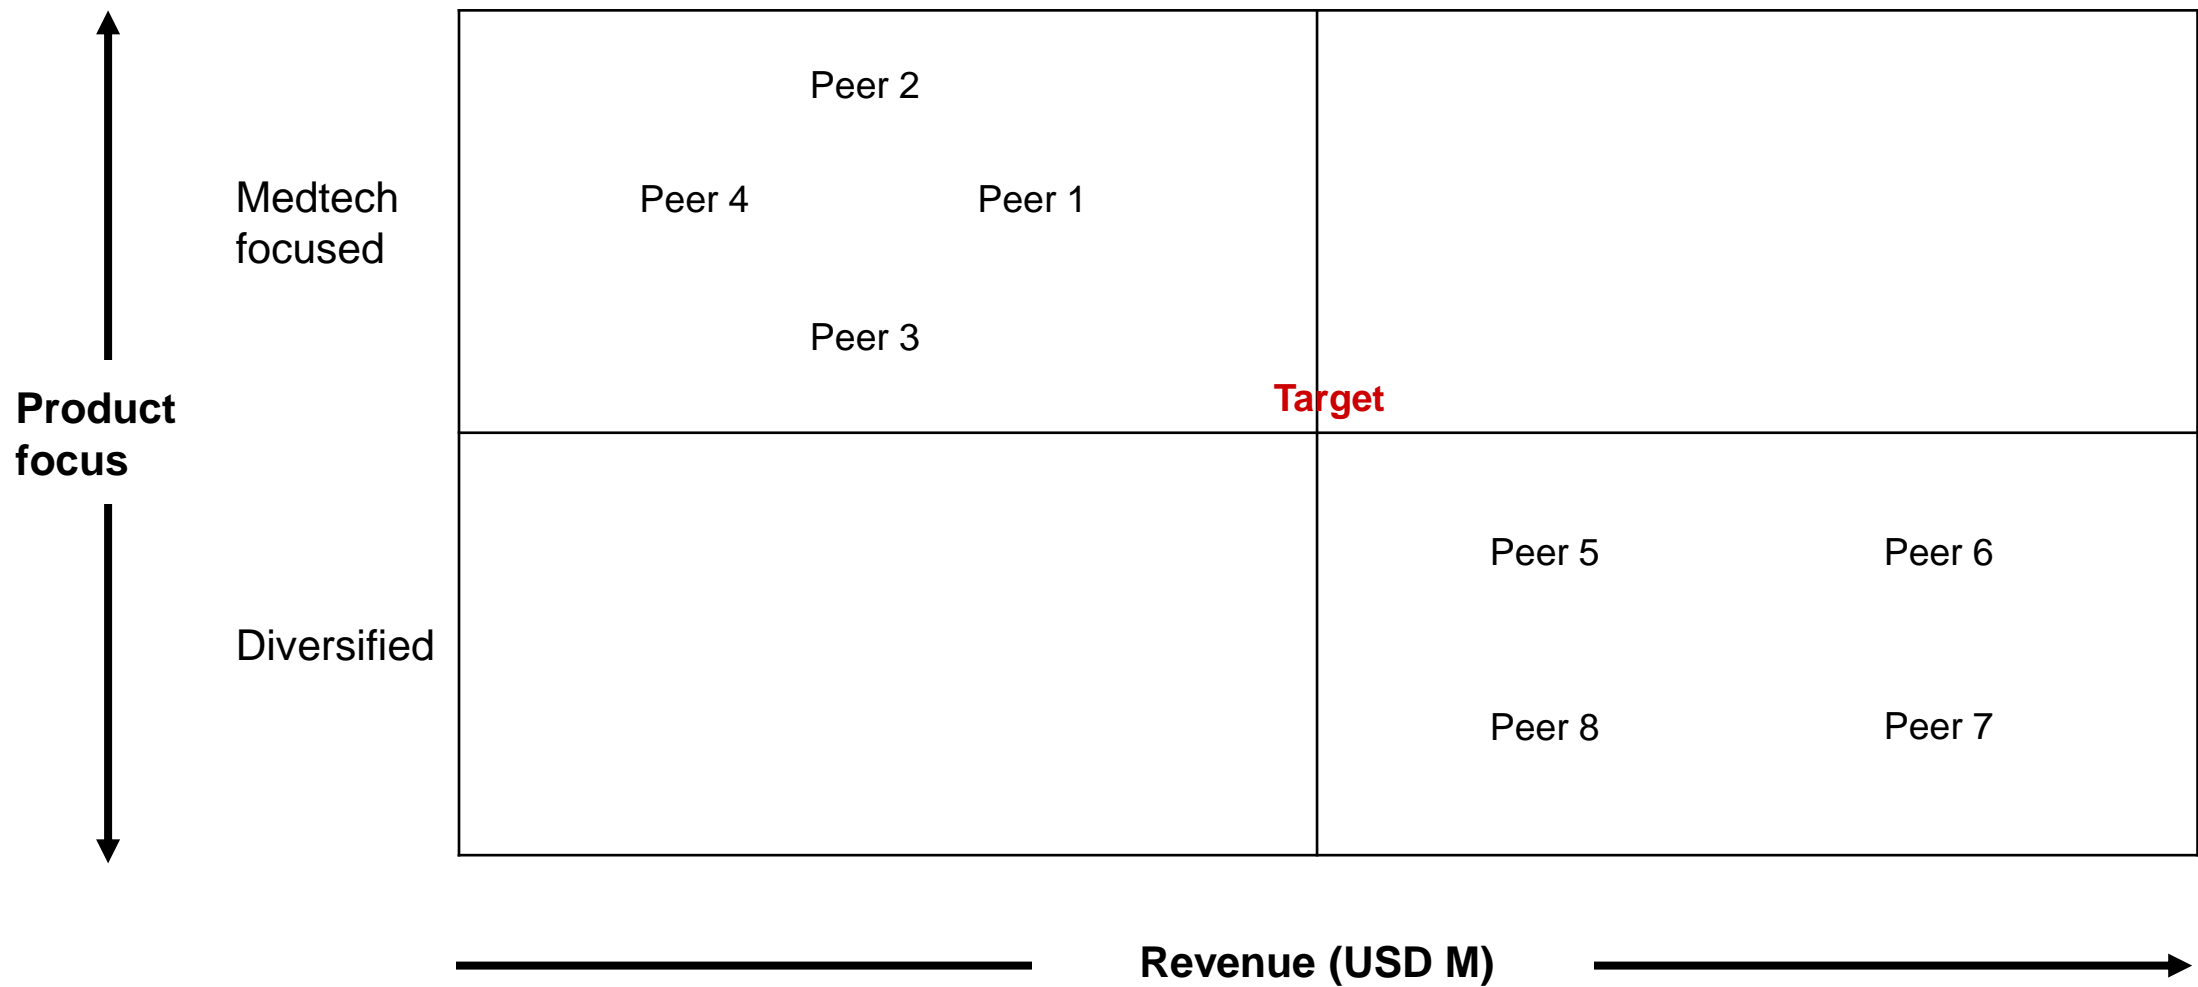 Peer 2
Medtech
focused
Peer 4
Peer 1
Peer 3
Target
Product
focus
Peer 5
Peer 6
Diversified
Peer 8
Peer 7
Revenue (USD M)